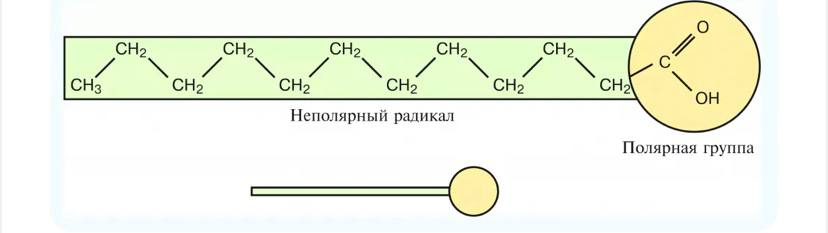 O
CH₂ CH₂ CH₂ CH₂ CH₂
C
CH₃ CH₂ CH₂ CH₂ CH₂ CH₂
OH
Неполярный радикал
Полярная группа